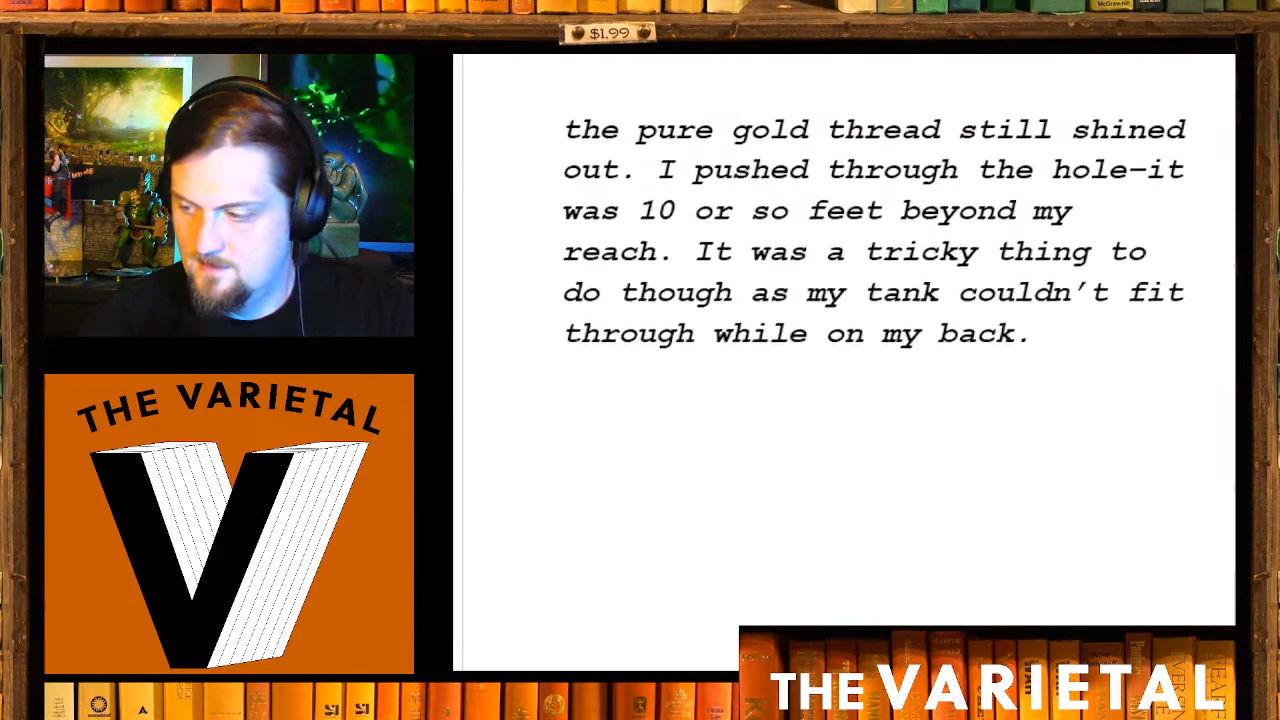 McGraw-Hill
$1.99
the pure gold thread still shined
out. I pushed through the hole—it
was 10 or so feet beyond my
reach. It was a tricky thing to
do though as my tank couldn't fit
through while on my back.
THE VARIETAL
V
THE VARIETAL